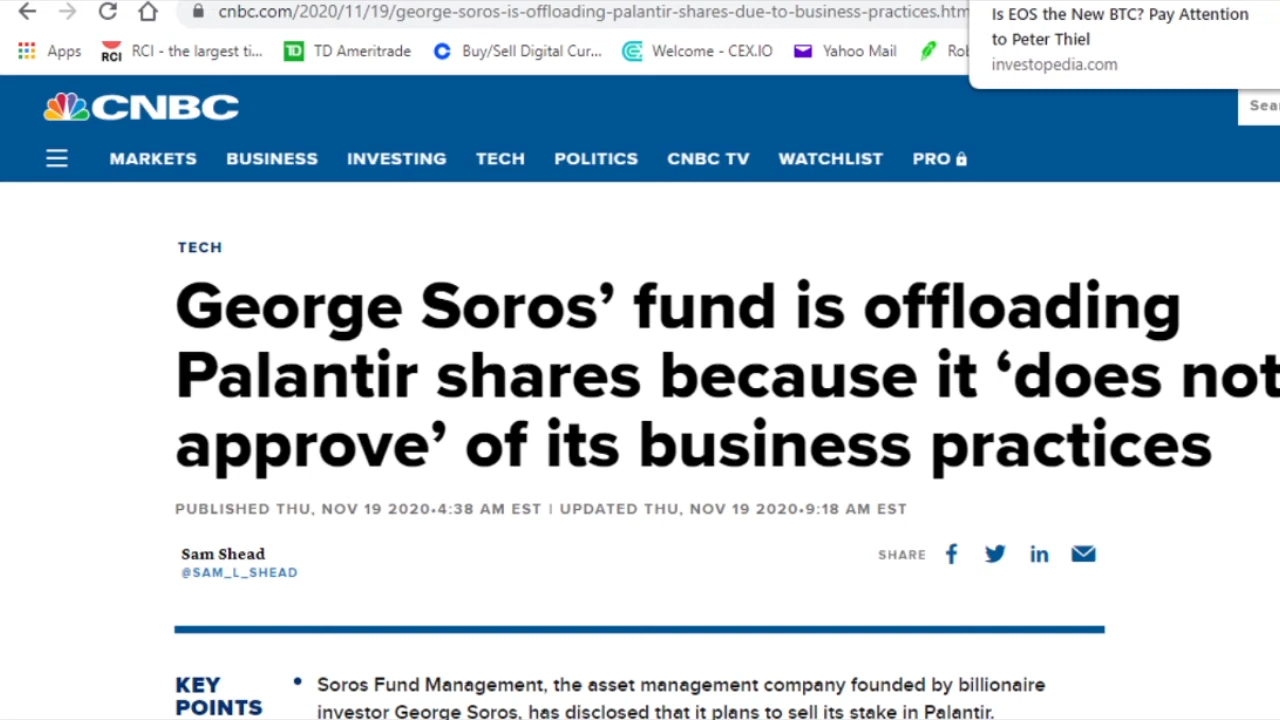 cnbc.com/2020/11/19/george-soros-is-offloading-palantir-shares-due-to-business-practices.htm
Is EOS the New BTC? Pay Attention
to Peter Thiel
investopedia.com
Apps RCI RCI - the largest ti... TD TD Ameritrade Buy/Sell Digital Cur... Welcome - CEX.IO Yahoo Mail Rob
CNBC
Sear
MARKETS BUSINESS INVESTING TECH POLITICS CNBC TV WATCHLIST PRO
TECH
George Soros’ fund is offloading
Palantir shares because it ‘does not
approve’ of its business practices
PUBLISHED THU, NOV 19 2020•4:38 AM EST | UPDATED THU, NOV 19 2020•9:18 AM EST
Sam Shead
@SAM_L_SHEAD
SHARE
KEY
POINTS
• Soros Fund Management, the asset management company founded by billionaire
investor George Soros, has disclosed that it plans to sell its stake in Palantir.